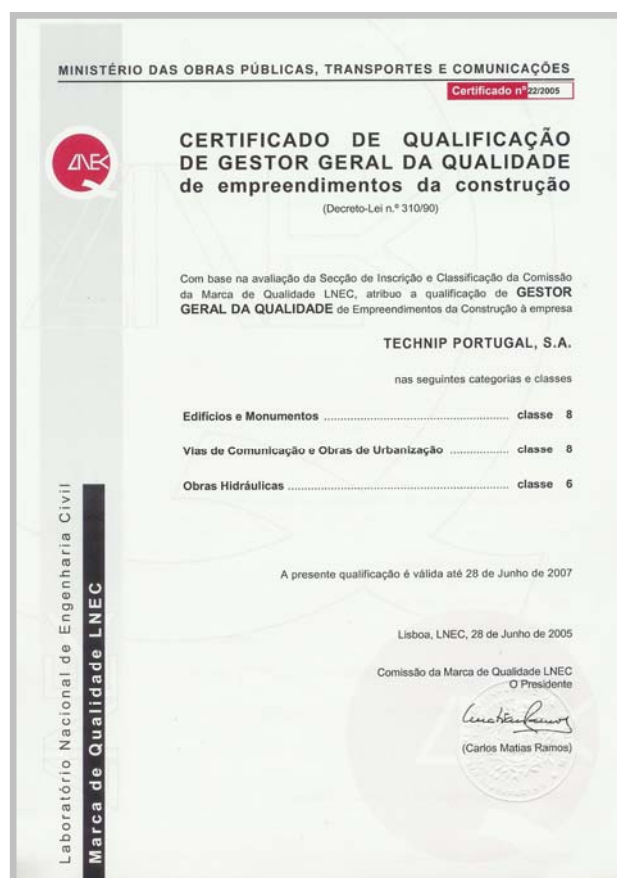 MINISTÉRIO DAS OBRAS PÚBLICAS, TRANSPORTES E COMUNICAÇÕES
Certificado nº 22/2005
LNEC
CERTIFICADO DE QUALIFICAÇÃO
DE GESTOR GERAL DA QUALIDADE
de empreendimentos da construção
(Decreto-Lei n.º 310/90)
Com base na avaliação da Secção de Inscrição e Classificação da Comissão
da Marca de Qualidade LNEC, atribuo a qualificação de GESTOR
GERAL DA QUALIDADE de Empreendimentos da Construção à empresa
TECHNIP PORTUGAL, S.A.
nas seguintes categorias e classes
Edifícios e Monumentos ........................................................ classe 8
Vias de Comunicação e Obras de Urbanização .................. classe 8
Obras Hidráulicas .................................................................. classe 6
A presente qualificação é válida até 28 de Junho de 2007
Lisboa, LNEC, 28 de Junho de 2005
Comissão da Marca de Qualidade LNEC
O Presidente
(Carlos Matias Ramos)
Laboratório Nacional de Engenharia Civil
Marca de Qualidade LNEC